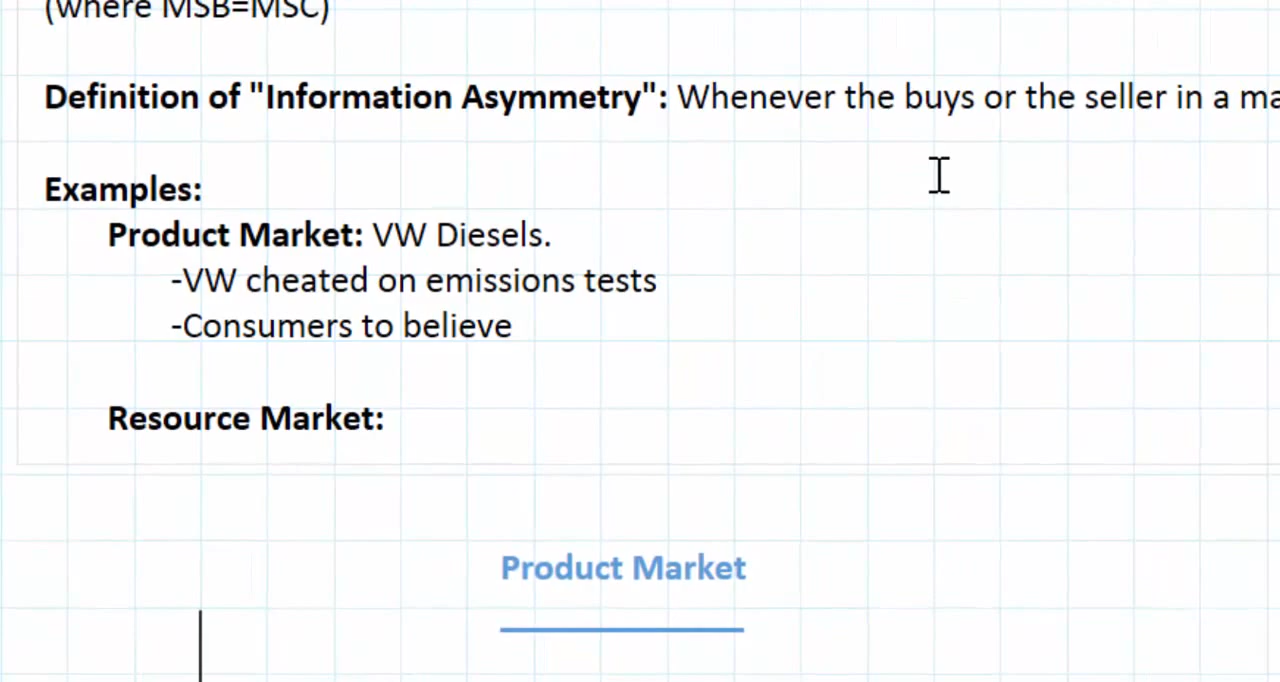 (where MSB=MSC)
Definition of "Information Asymmetry": Whenever the buys or the seller in a
Examples:
Product Market: VW Diesels.
-VW cheated on emissions tests
-Consumers to believe
Resource Market:
Product Market